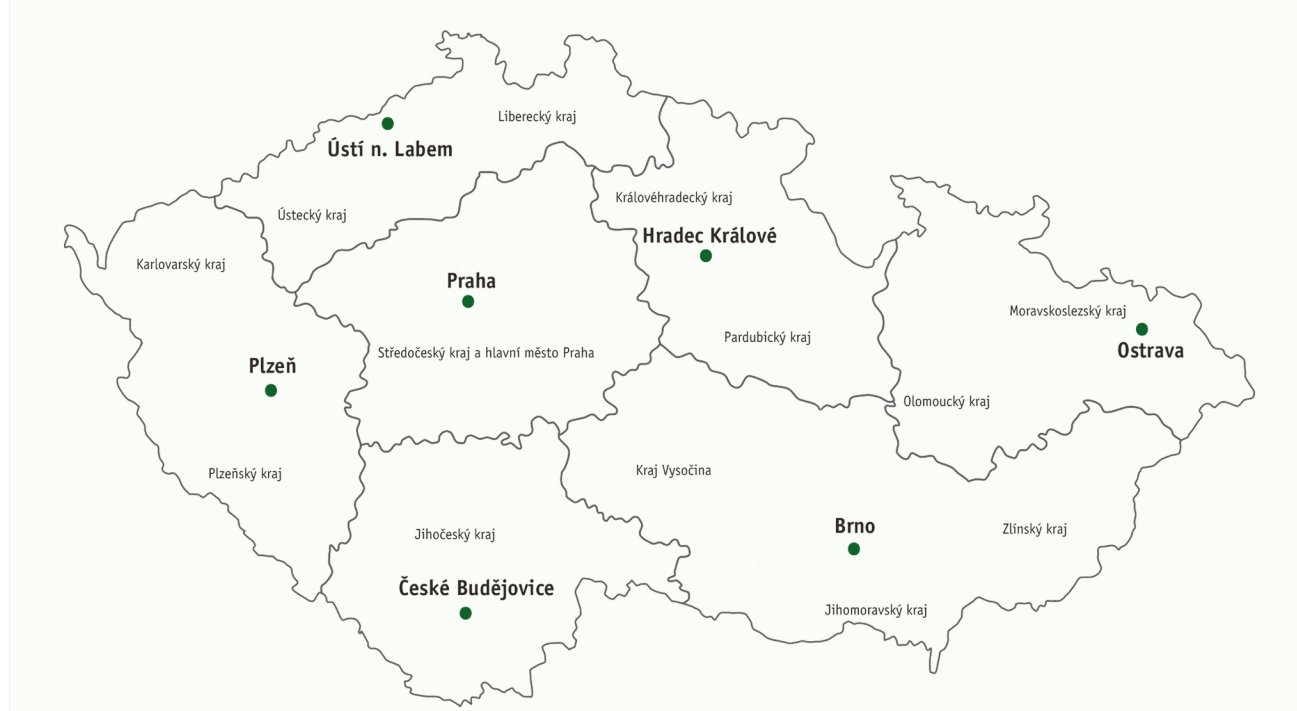 Liberecký kraj
Ústí n. Labem
Královéhradecký kraj
Ústecký kraj
Hradec Králové
Karlovarský kraj
Praha
Moravskoslezský kraj
Pardubický kraj
Ostrava
Středočeský kraj a hlavní město Praha
Plzeň
Olomoucký kraj
Kraj Vysočina
Plzeňský kraj
Brno
Zlínský kraj
Jihočeský kraj
České Budějovice
Jihomoravský kraj